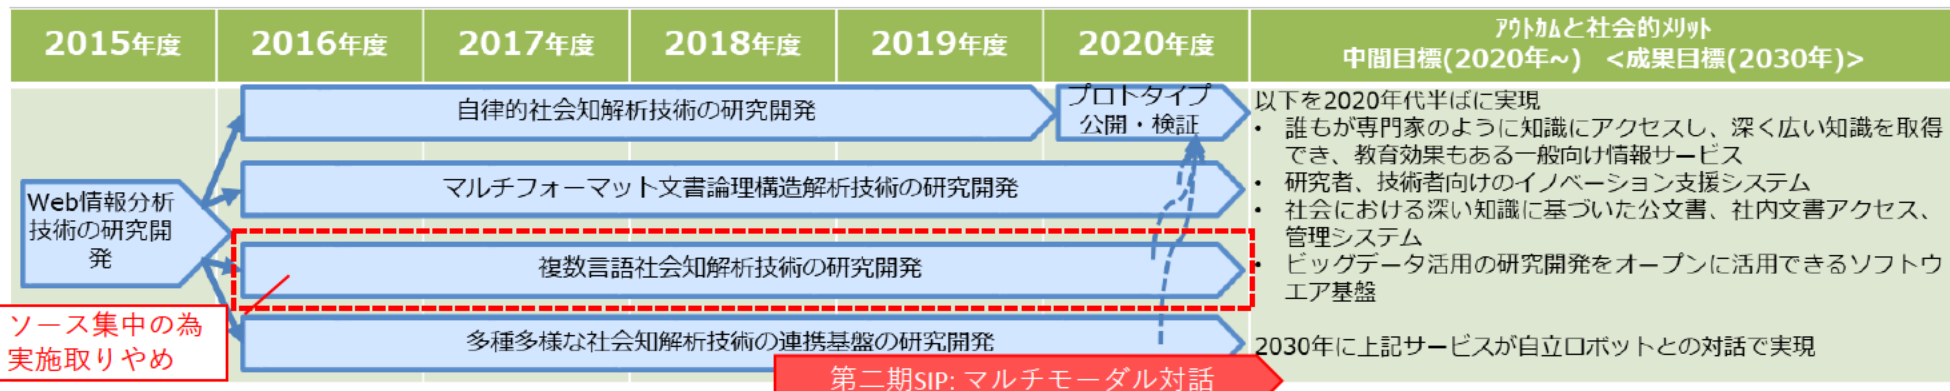 2015年度
2016年度
2017年度
2018年度
2019年度
2020年度
ｱｳﾄｶﾑと社会的ﾒﾘｯﾄ
中間目標(2020年~) <成果目標(2030年)>
Web情報分析
技術の研究開
発
自律的社会知解析技術の研究開発
プロトタイプ
公開・検証
マルチフォーマット文書論理構造解析技術の研究開発
複数言語社会知解析技術の研究開発
多種多様な社会知解析技術の連携基盤の研究開発
ソース集中の為
実施取りやめ
第二期SIP: マルチモーダル対話
以下を2020年代半ばに実現
• 誰もが専門家のように知識にアクセスし、深く広い知識を取得
でき、教育効果もある一般向け情報サービス
• 研究者、技術者向けのイノベーション支援システム
• 社会における深い知識に基づいた公文書、社内文書アクセス、
管理システム
• ビッグデータ活用の研究開発をオープンに活用できるソフトウ
エア基盤
2030年に上記サービスが自立ロボットとの対話で実現